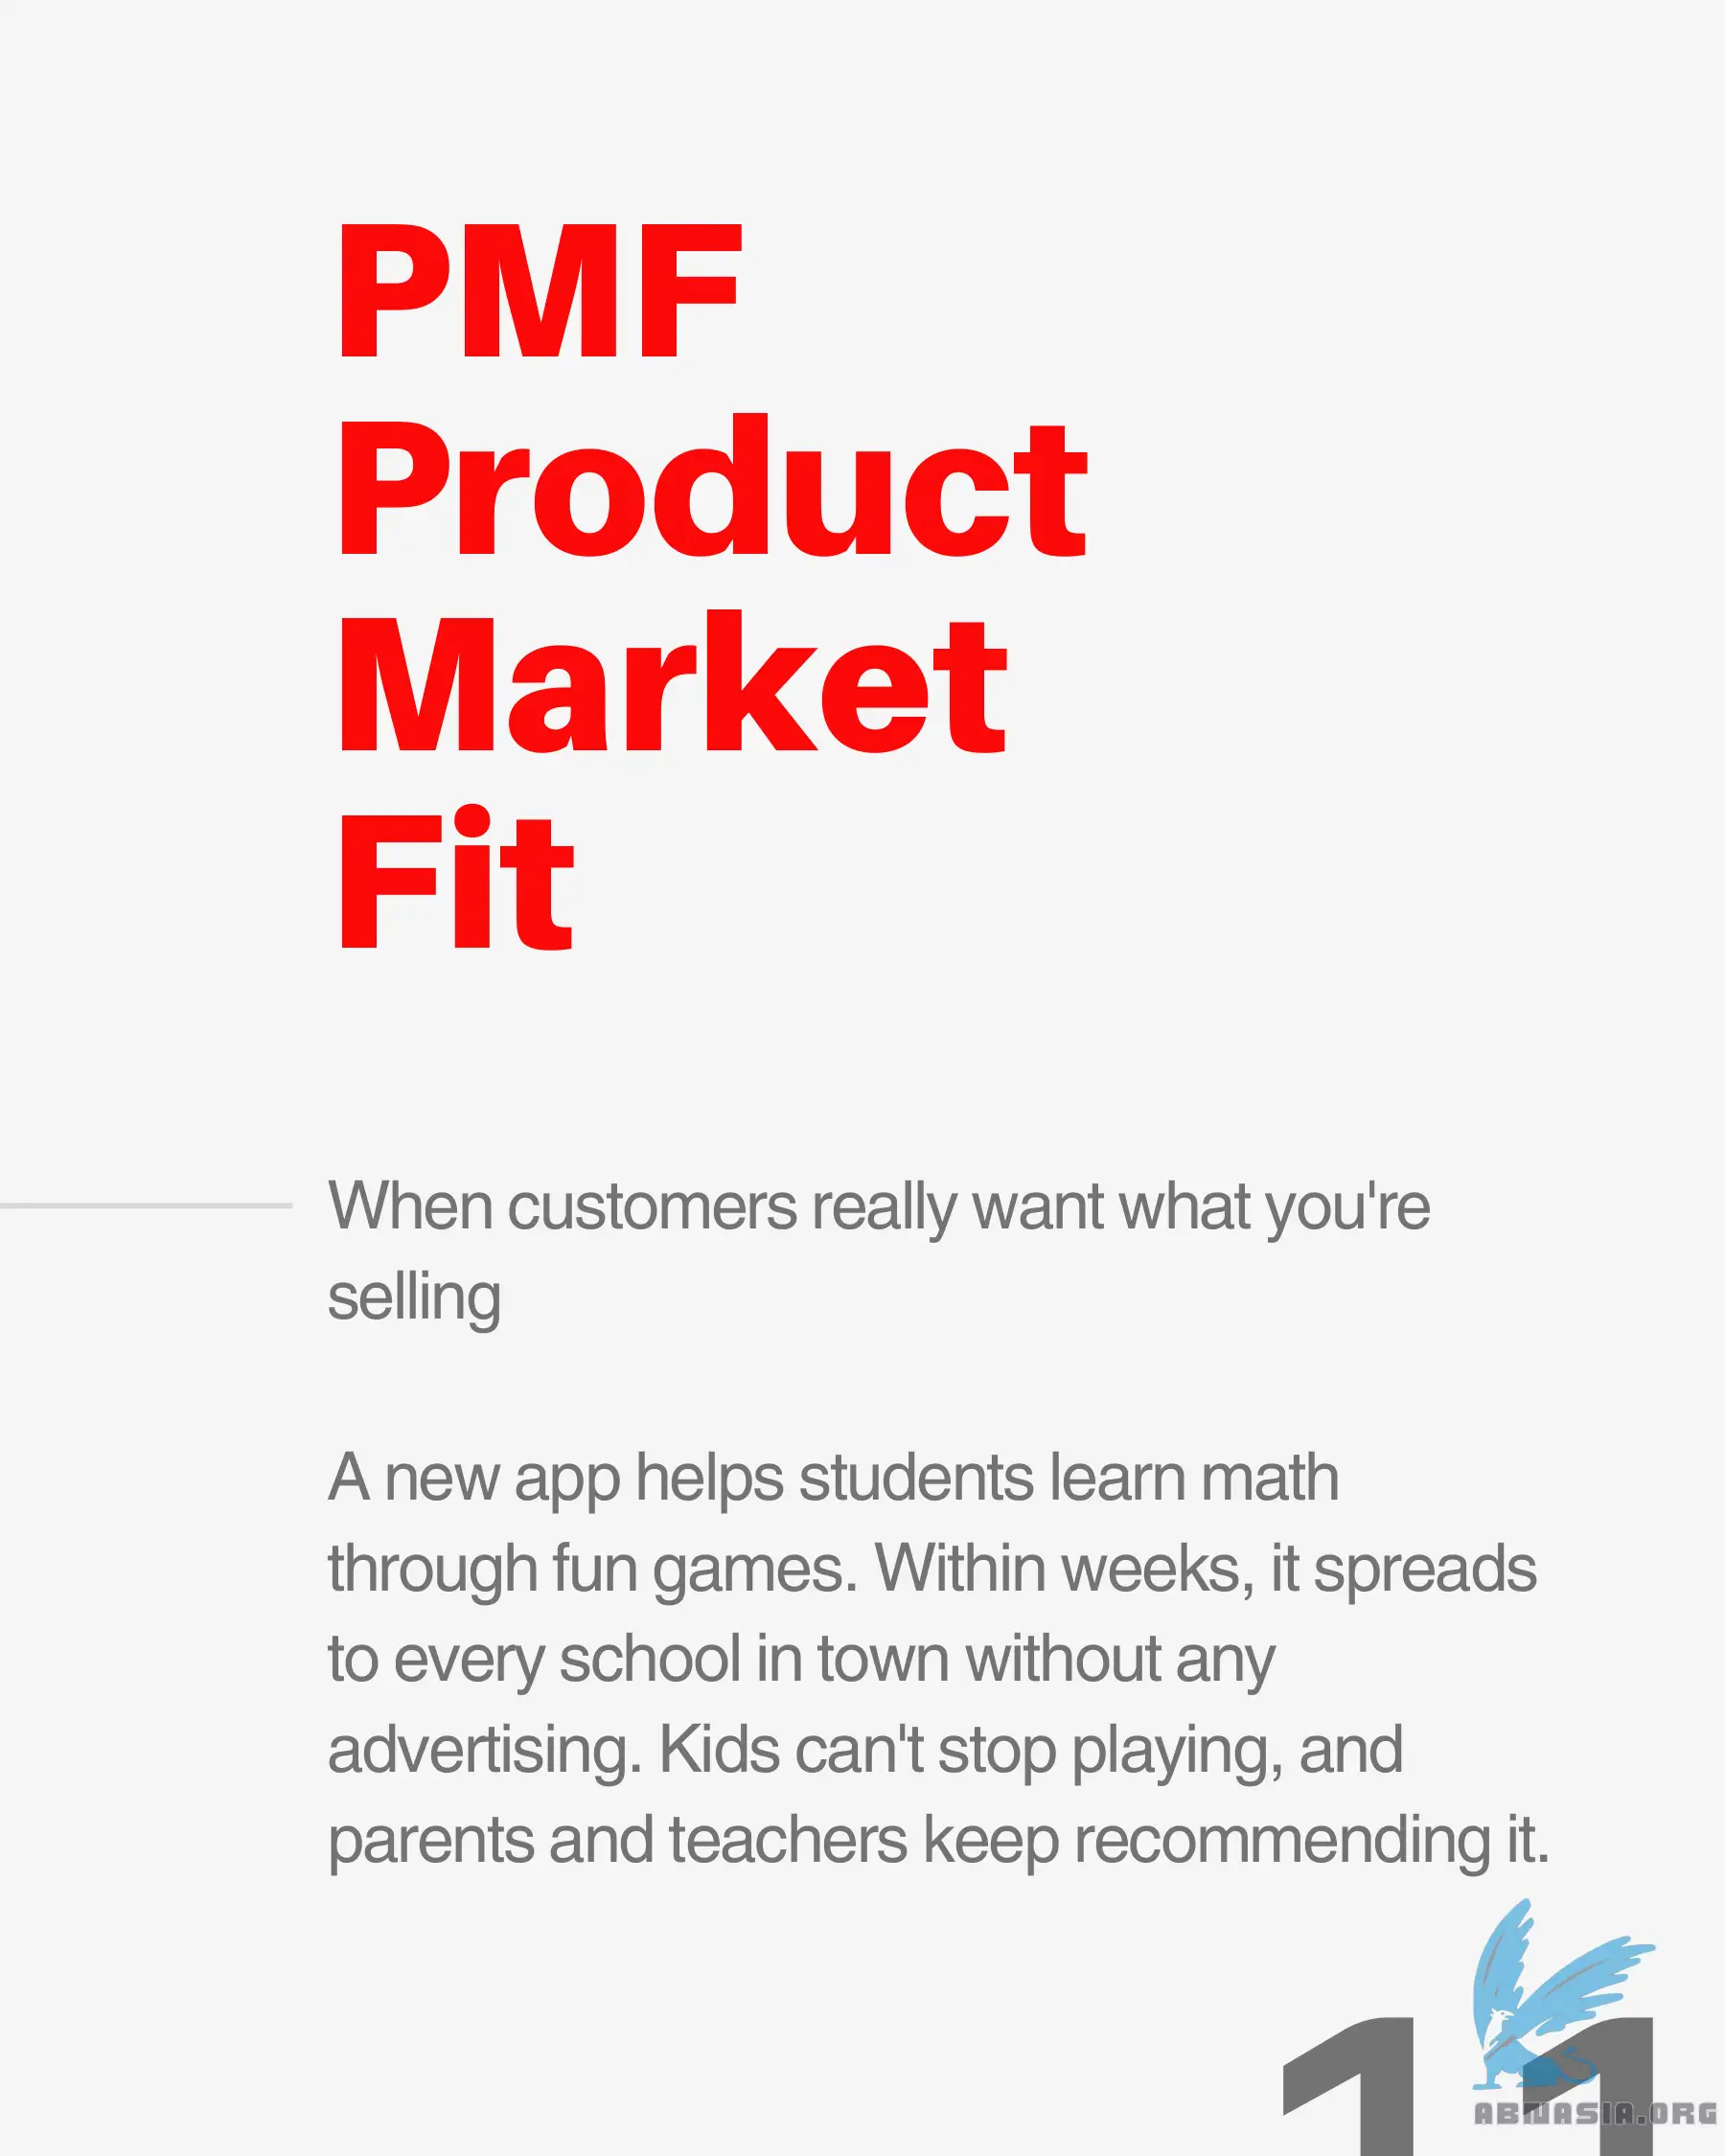 PMF
Product
Market
Fit
When customers really want what you're
selling
A new app helps students learn math
through fun games. Within weeks, it spreads
to every school in town without any
advertising. Kids can't stop playing, and
parents and teachers keep recommending it.
11
ABWASIA.ORG